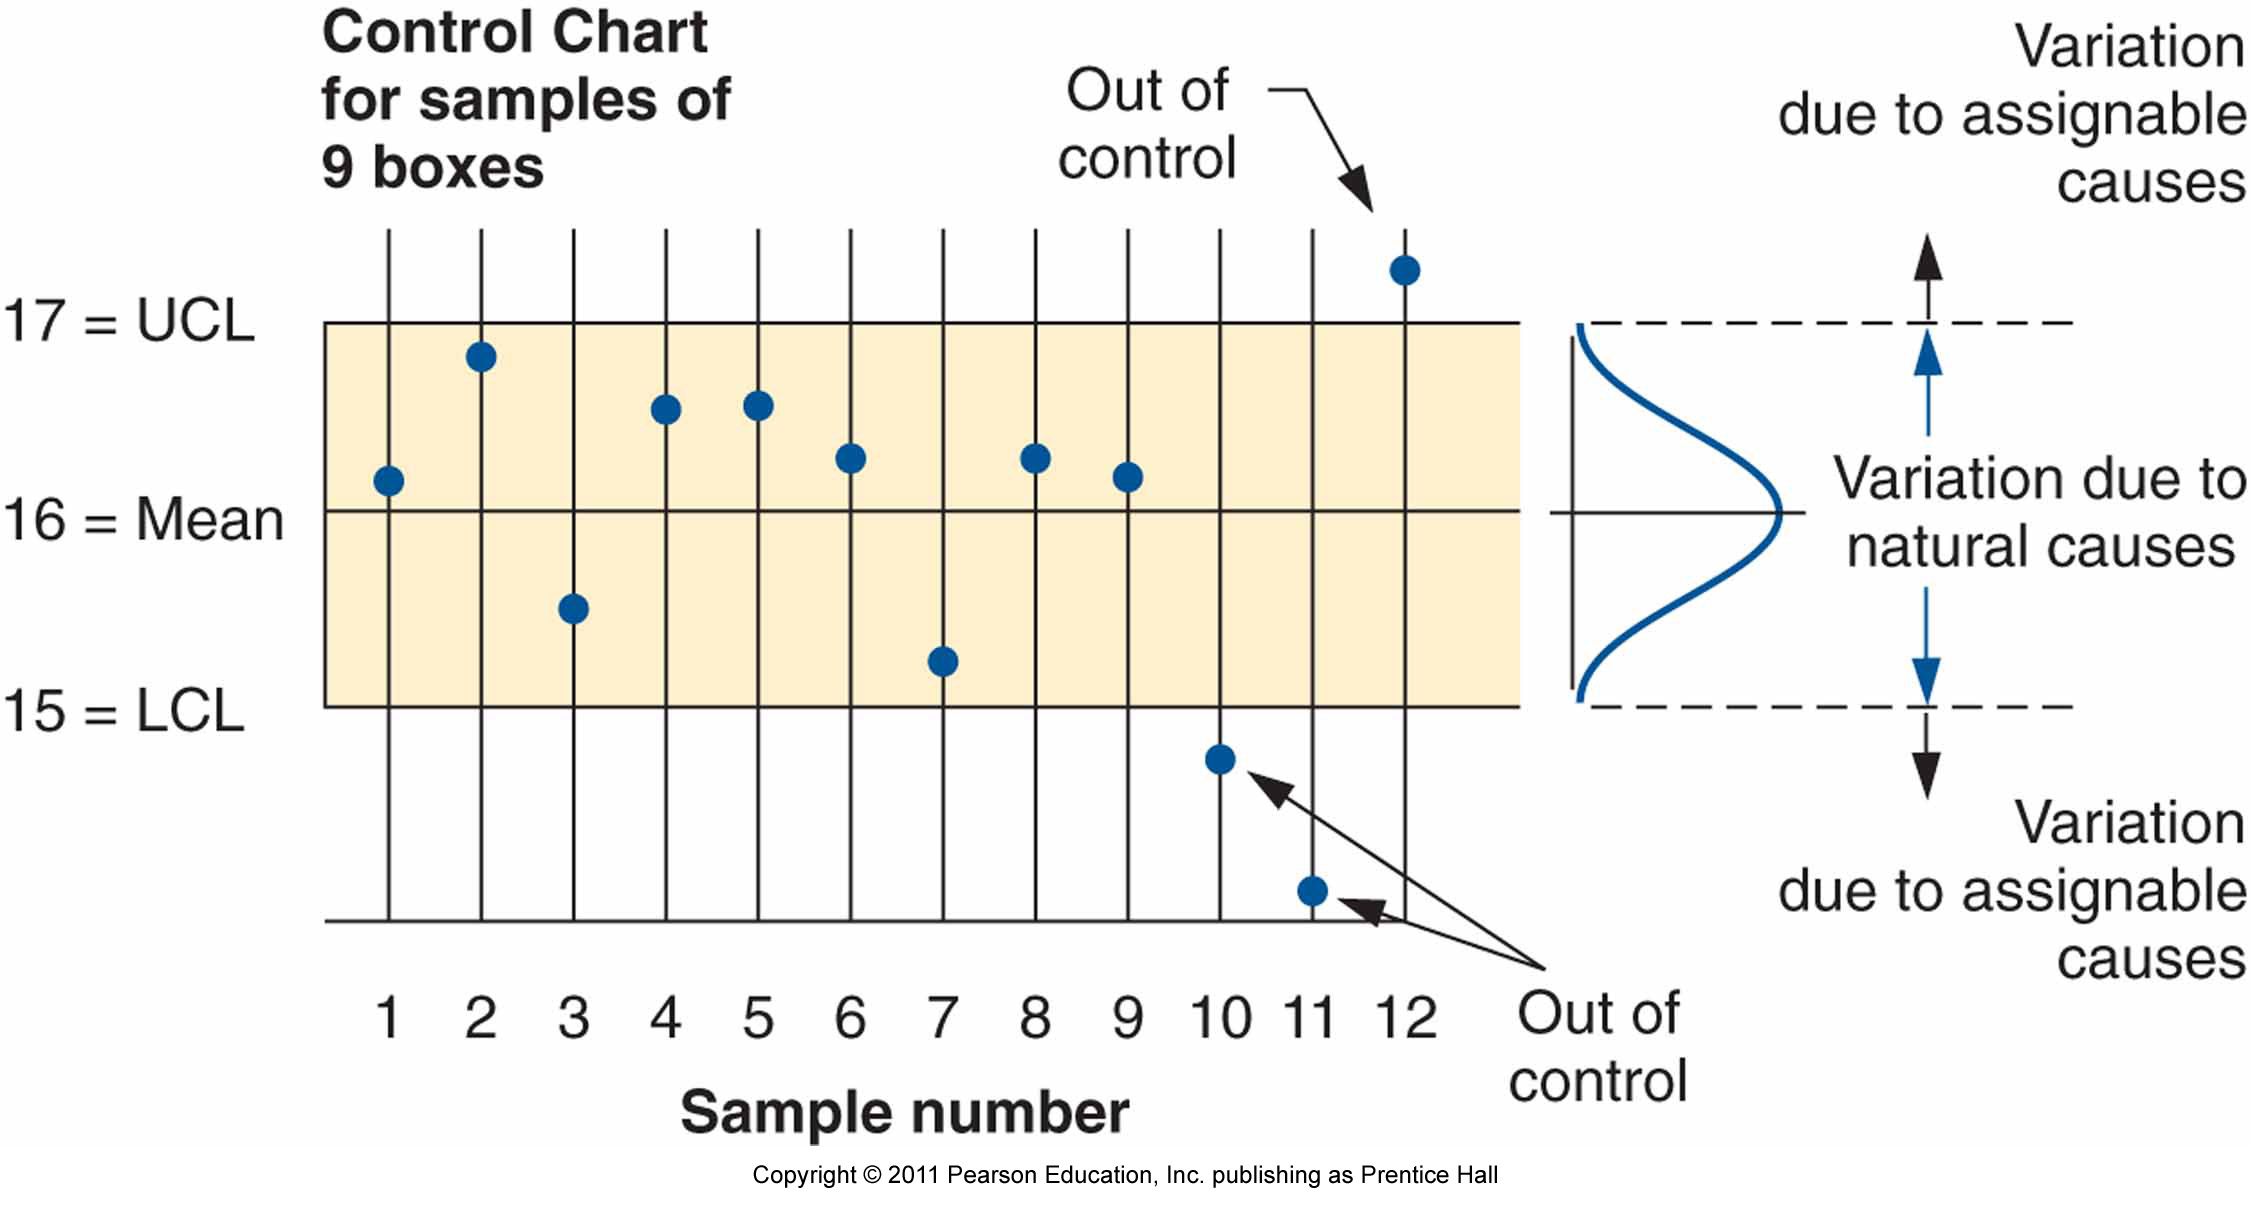 Control Chart
for samples of
9 boxes
Out of
control
Variation
due to assignable
causes
17 = UCL
16 = Mean
15 = LCL
Variation due to
natural causes
Variation
due to assignable
causes
1 2 3 4 5 6 7 8 9 10 11 12
Out of
control
Sample number
Copyright © 2011 Pearson Education, Inc. publishing as Prentice Hall